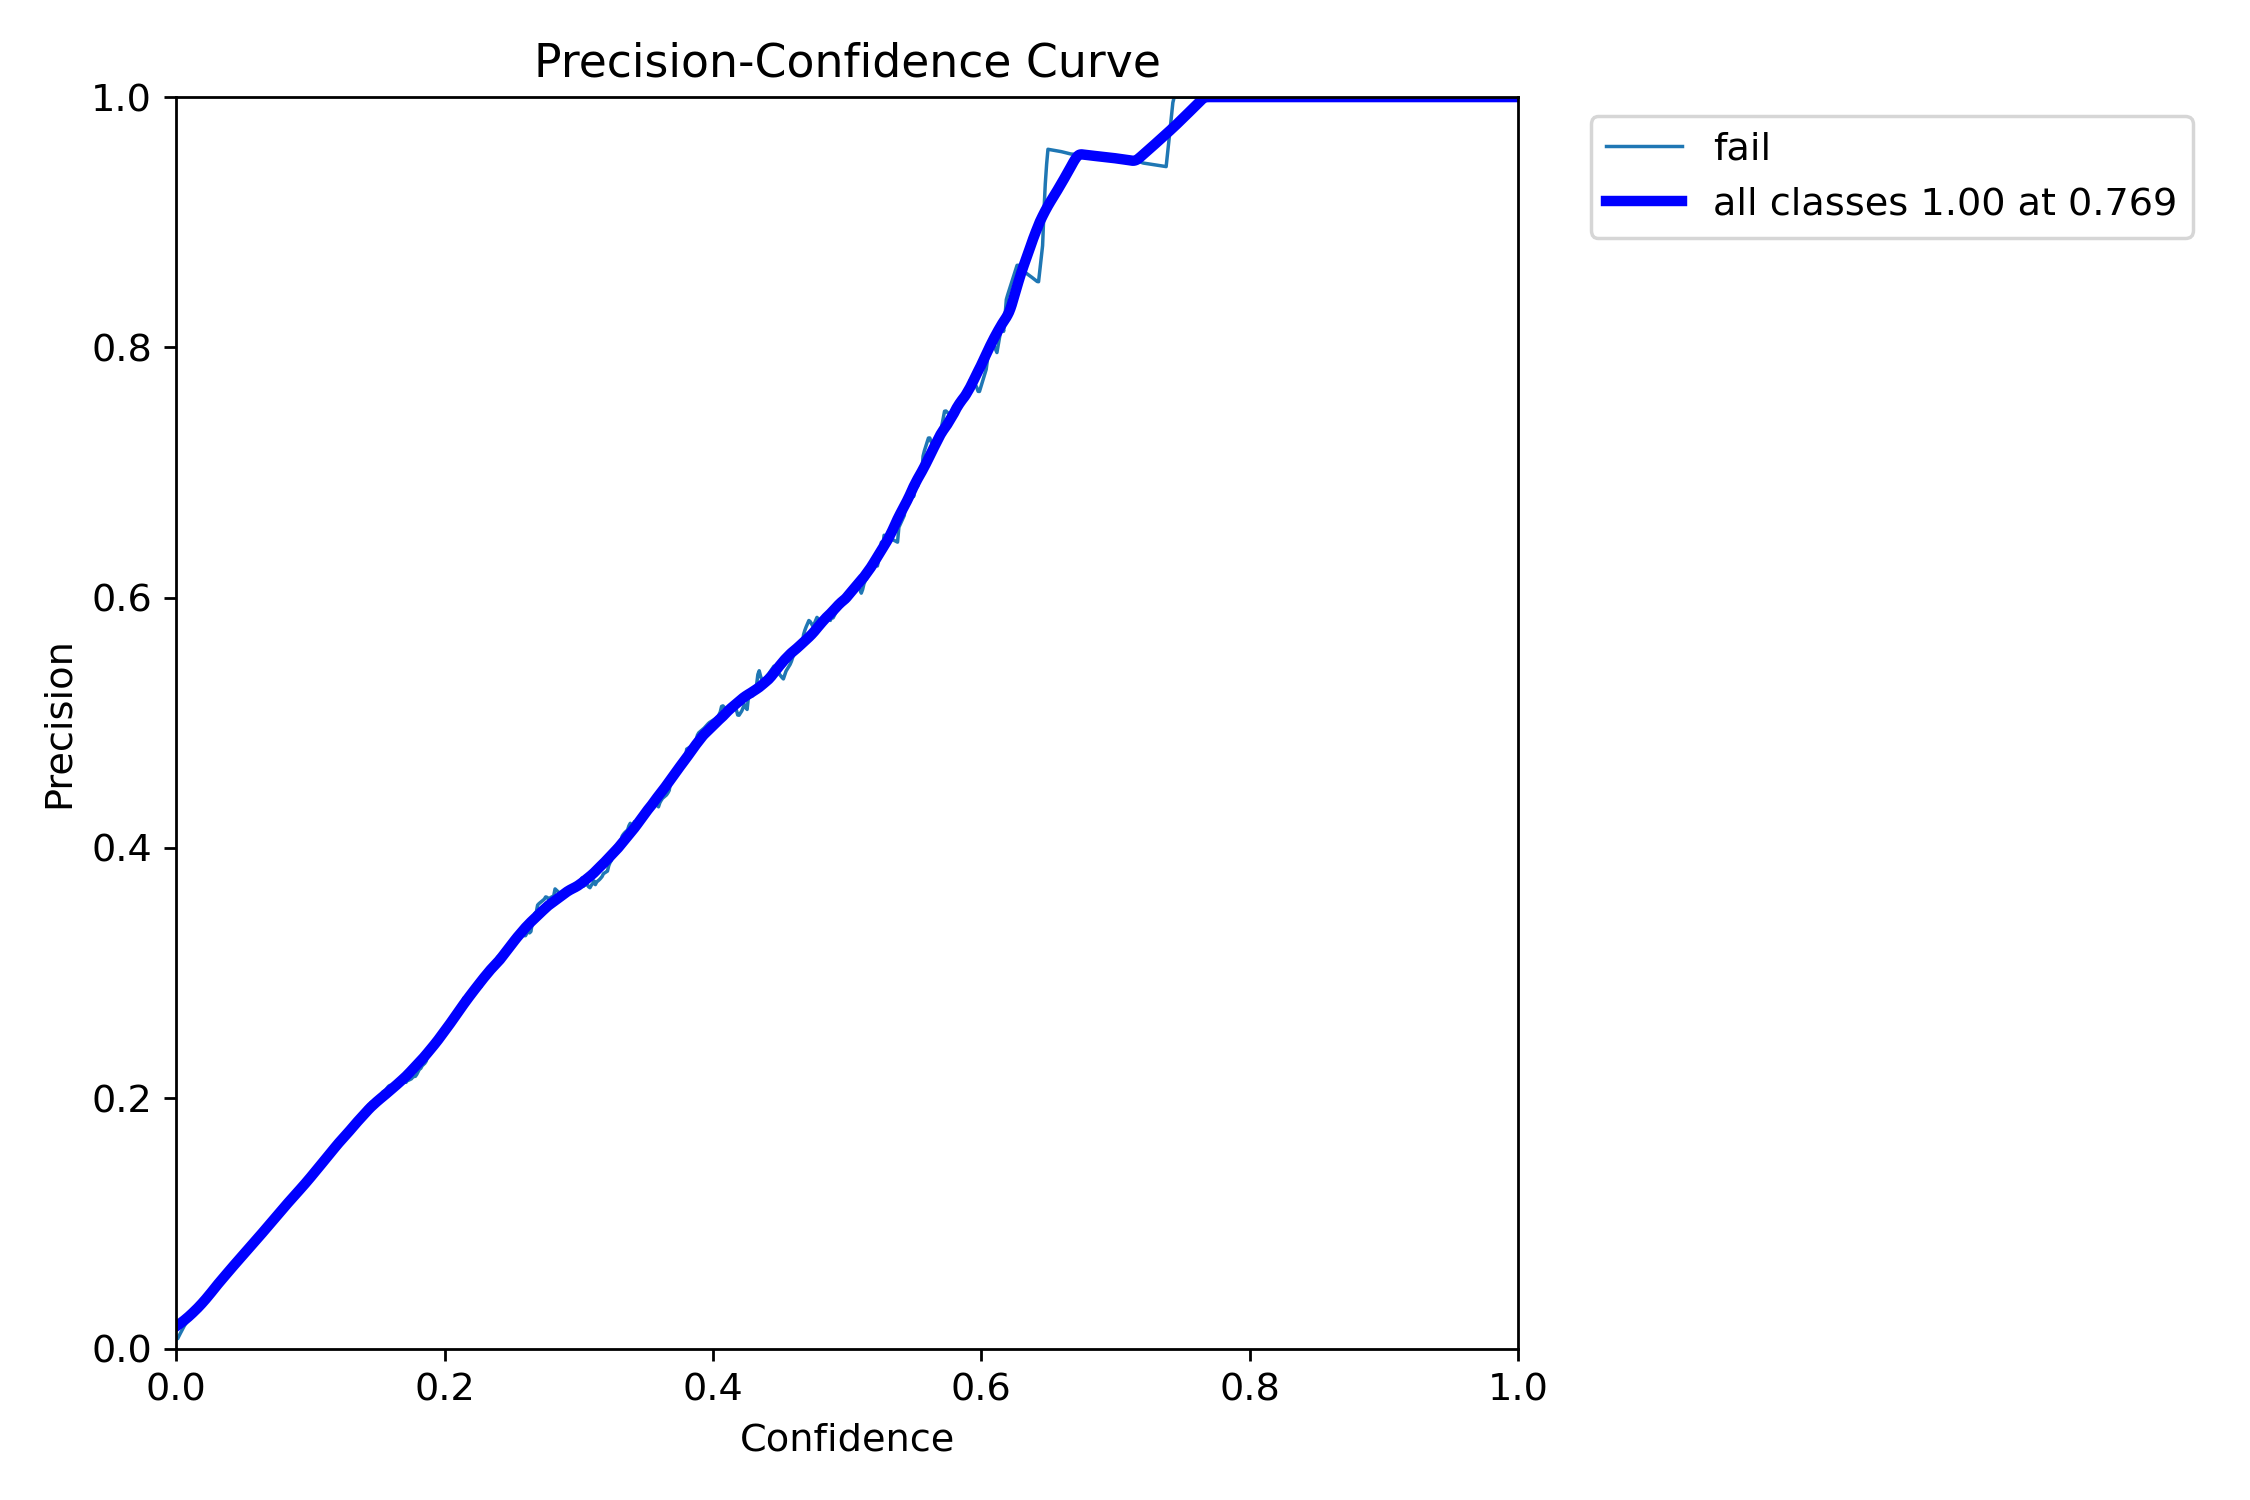 Precision-Confidence Curve
1.0
0.8
0.6
0.4
0.2
0.0
Precision
0.0 0.2 0.4 0.6 0.8 1.0
Confidence
fail
all classes 1.00 at 0.769